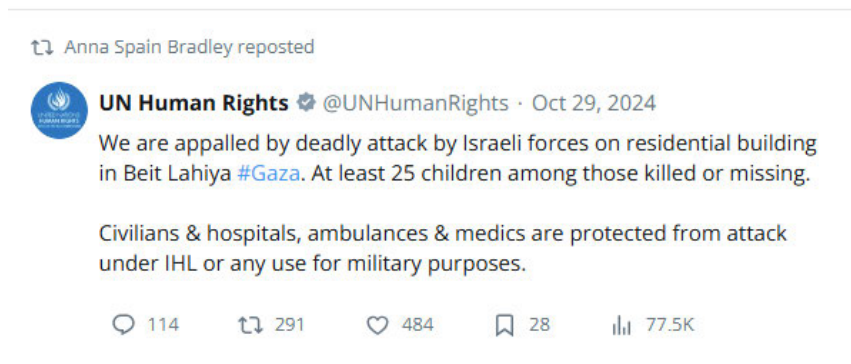 Anna Spain Bradley reposted
UN Human Rights @UNHumanRights · Oct 29, 2024
We are appalled by deadly attack by Israeli forces on residential building
in Beit Lahiya #Gaza. At least 25 children among those killed or missing.
Civilians & hospitals, ambulances & medics are protected from attack
under IHL or any use for military purposes.
114 291 484 28 77.5K